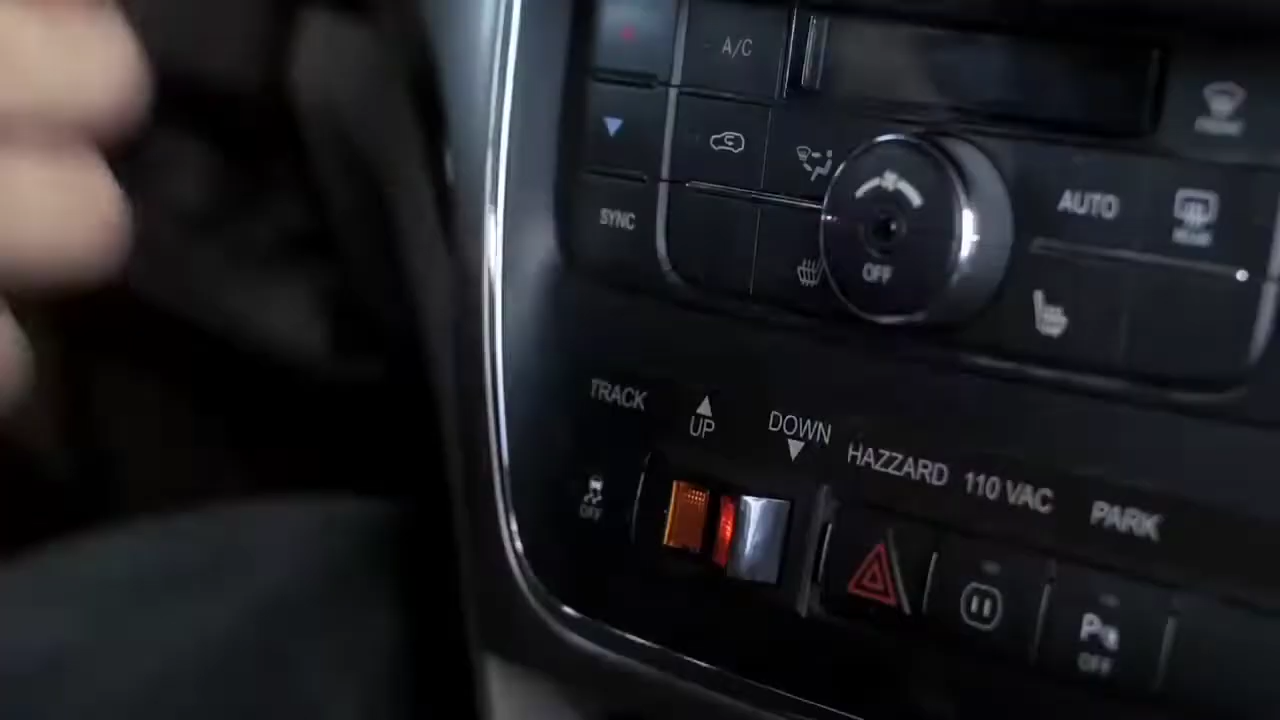 A/C
SYNC
OFF
AUTO
TRACK
UP
DOWN
HAZZARD
110 VAC
PARK
OFF
OFF